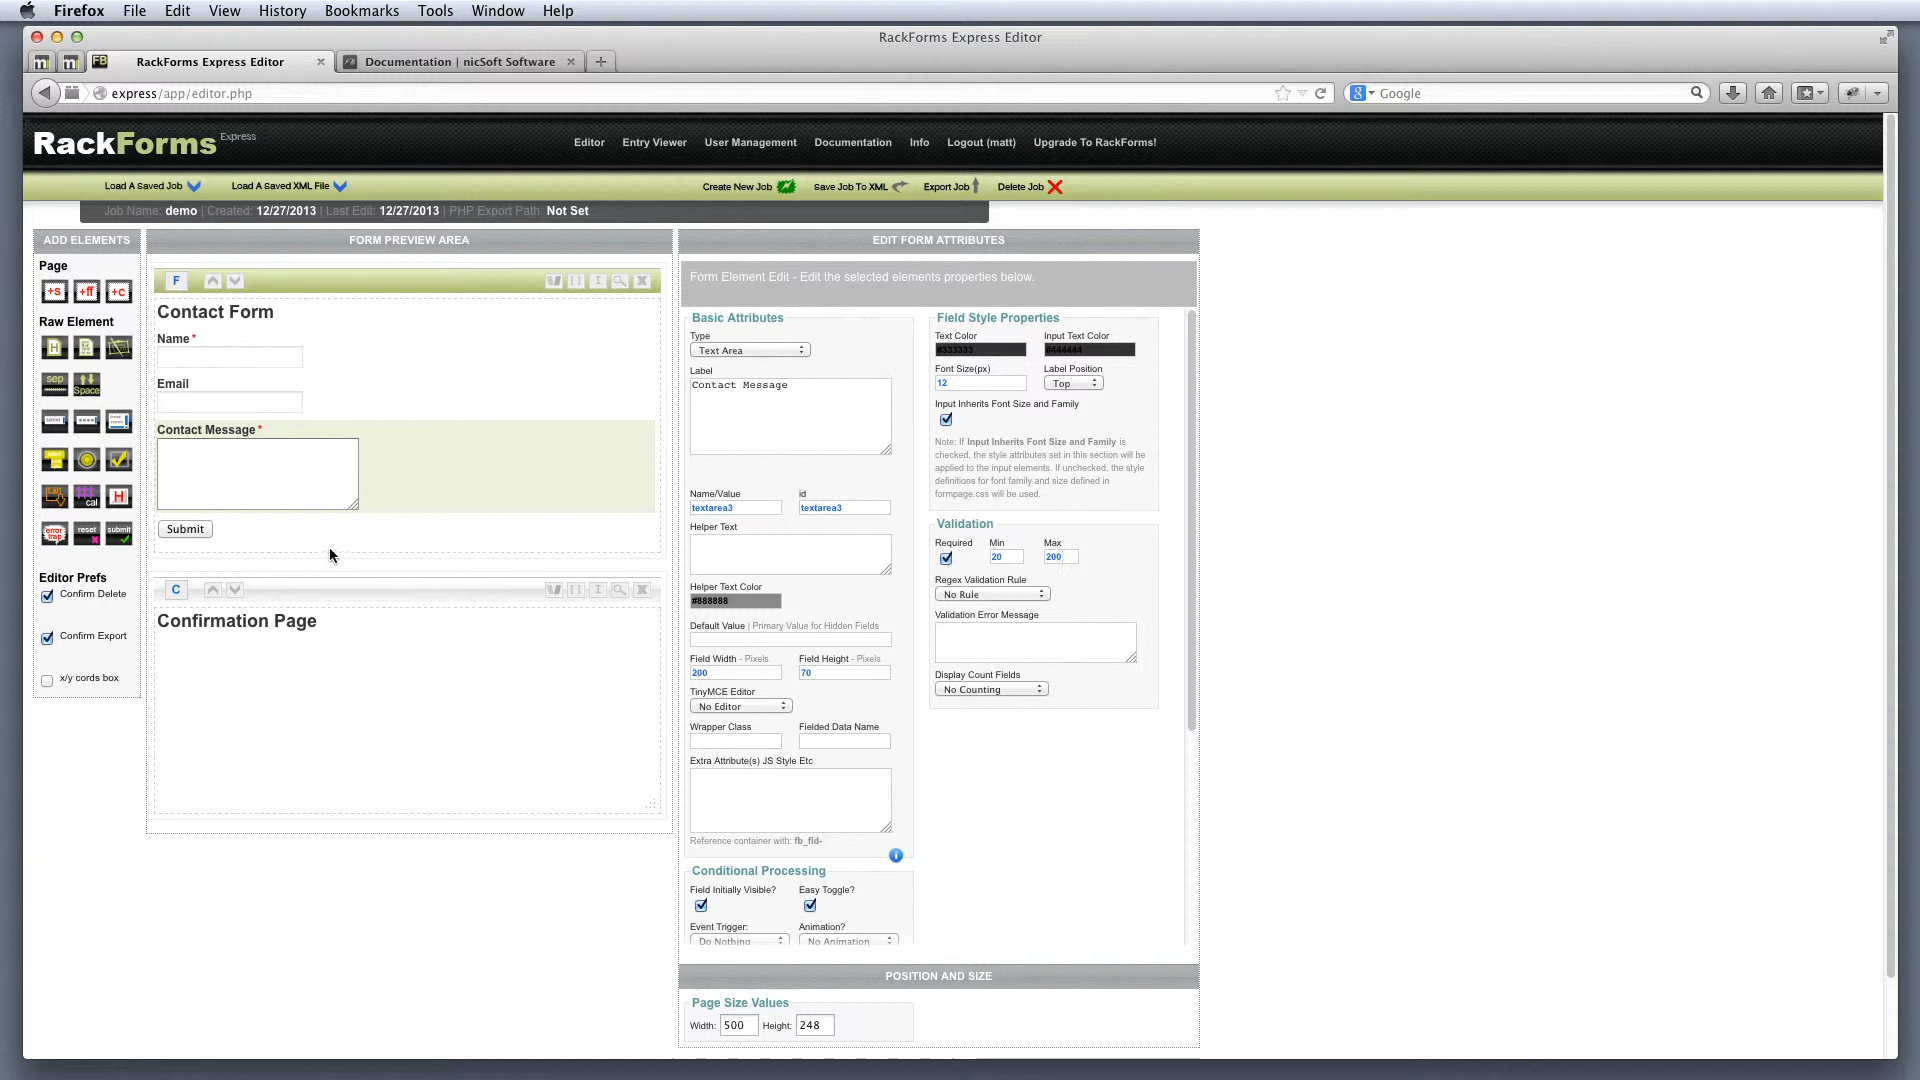 Firefox File Edit View History Bookmarks Tools Window Help
RackForms Express Editor
RackForms Express Editor
Documentation | nicSoft Software
express/app/editor.php
Google
RackForms Express
Editor Entry Viewer User Management Documentation Info Logout (matt) Upgrade To RackForms!
Load A Saved Job Load A Saved XML File Create New Job Save Job To XML Export Job Delete Job
Job Name: demo | Created: 12/27/2013 | Last Edit: 12/27/2013 | PHP Export Path: Not Set
ADD ELEMENTS
Page
+s +ff +c
Raw Element
H
sep Space
cal H
error trap reset submit
Editor Prefs
Confirm Delete
Confirm Export
x/y cords box
FORM PREVIEW AREA
F
Contact Form
Name *
Email
Contact Message *
Submit
C
Confirmation Page
EDIT FORM ATTRIBUTES
Form Element Edit - Edit the selected elements properties below.
Basic Attributes
Type
Text Area
Label
Contact Message
Name/Value id
textarea3 textarea3
Helper Text
Helper Text Color
#888888
Default Value | Primary Value for Hidden Fields
Field Width - Pixels Field Height - Pixels
200 70
TinyMCE Editor
No Editor
Wrapper Class Fielded Data Name
Extra Attribute(s) JS Style Etc
Reference container with: fb_fld-
Conditional Processing
Field Initially Visible? Easy Toggle?
Event Trigger: Animation?
Do Nothing No Animation
Field Style Properties
Text Color Input Text Color
#333333 #444444
Font Size(px) Label Position
12 Top
Input Inherits Font Size and Family
Note: If Input Inherits Font Size and Family is
checked, the style attributes set in this section will be
applied to the input elements. If unchecked, the style
definitions for font family and size defined in
formpage.css will be used.
Validation
Required Min Max
20 200
Regex Validation Rule
No Rule
Validation Error Message
Display Count Fields
No Counting
POSITION AND SIZE
Page Size Values
Width: 500 Height: 248